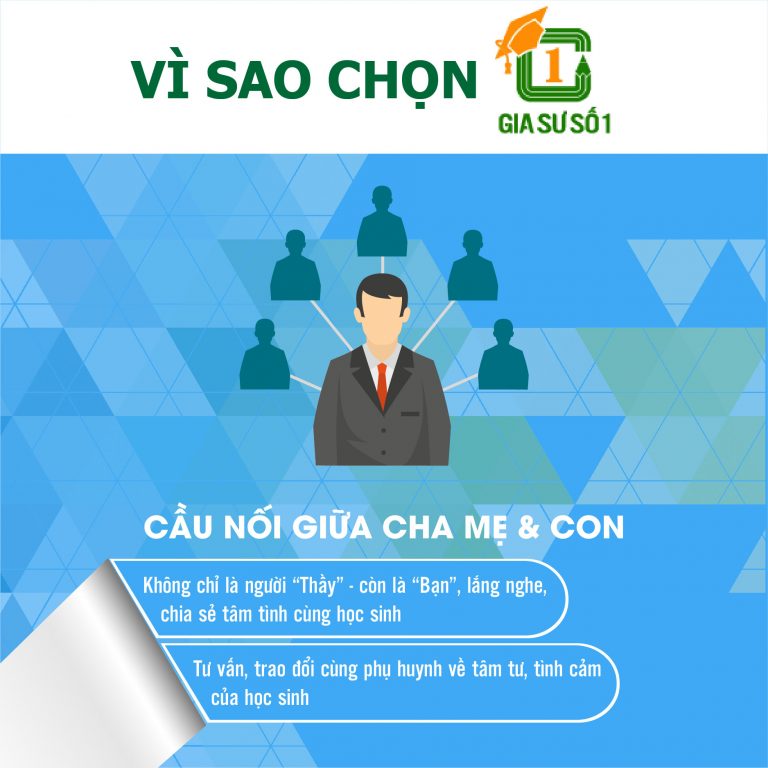 VÌ SAO CHỌN
1
GIA SƯ SỐ 1
CẦU NỐI GIỮA CHA MẸ & CON
Không chỉ là người “Thầy” - còn là “Bạn”, lắng nghe,
chia sẻ tâm tình cùng học sinh
Tư vấn, trao đổi cùng phụ huynh về tâm tư, tình cảm
của học sinh